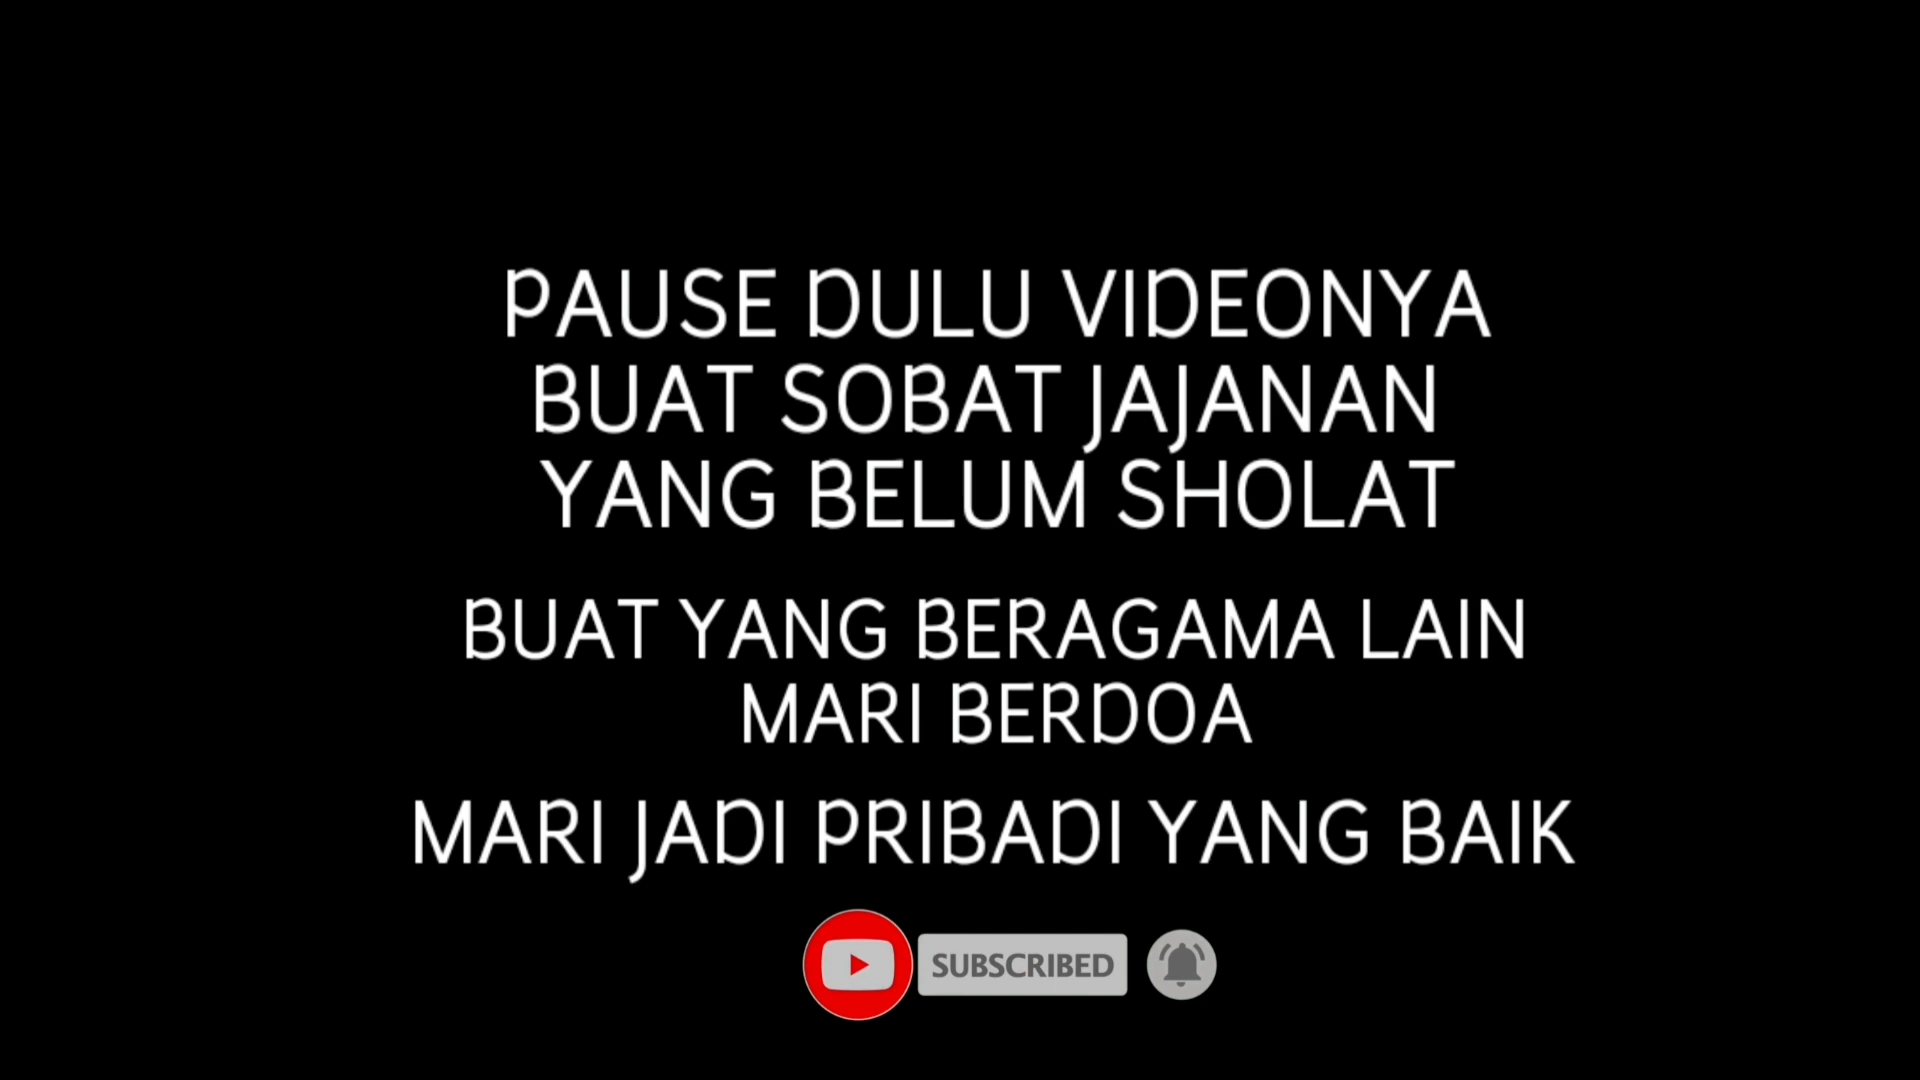 PAUSE DULU VIDEONYA
BUAT SOBAT JAJANAN
YANG BELUM SHOLAT
BUAT YANG BERAGAMA LAIN
MARI BERDOA
MARI JADI PRIBADI YANG BAIK
SUBSCRIBED